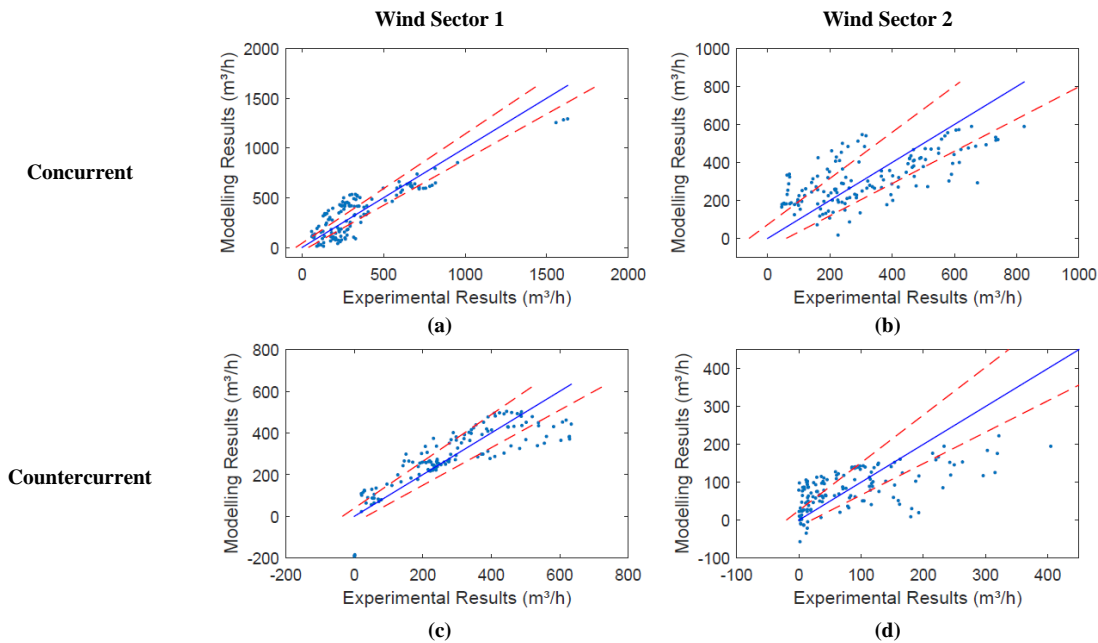 Wind Sector 1
Wind Sector 2
Concurrent
Modelling Results (m³/h)
2000
1500
1000
500
0
0 500 1000 1500 2000
Experimental Results (m³/h)
(a)
Modelling Results (m³/h)
1000
800
600
400
200
0
0 200 400 600 800 1000
Experimental Results (m³/h)
(b)
Countercurrent
Modelling Results (m³/h)
800
600
400
200
0
-200
-200 0 200 400 600 800
Experimental Results (m³/h)
(c)
Modelling Results (m³/h)
400
300
200
100
0
-100
-100 0 100 200 300 400
Experimental Results (m³/h)
(d)